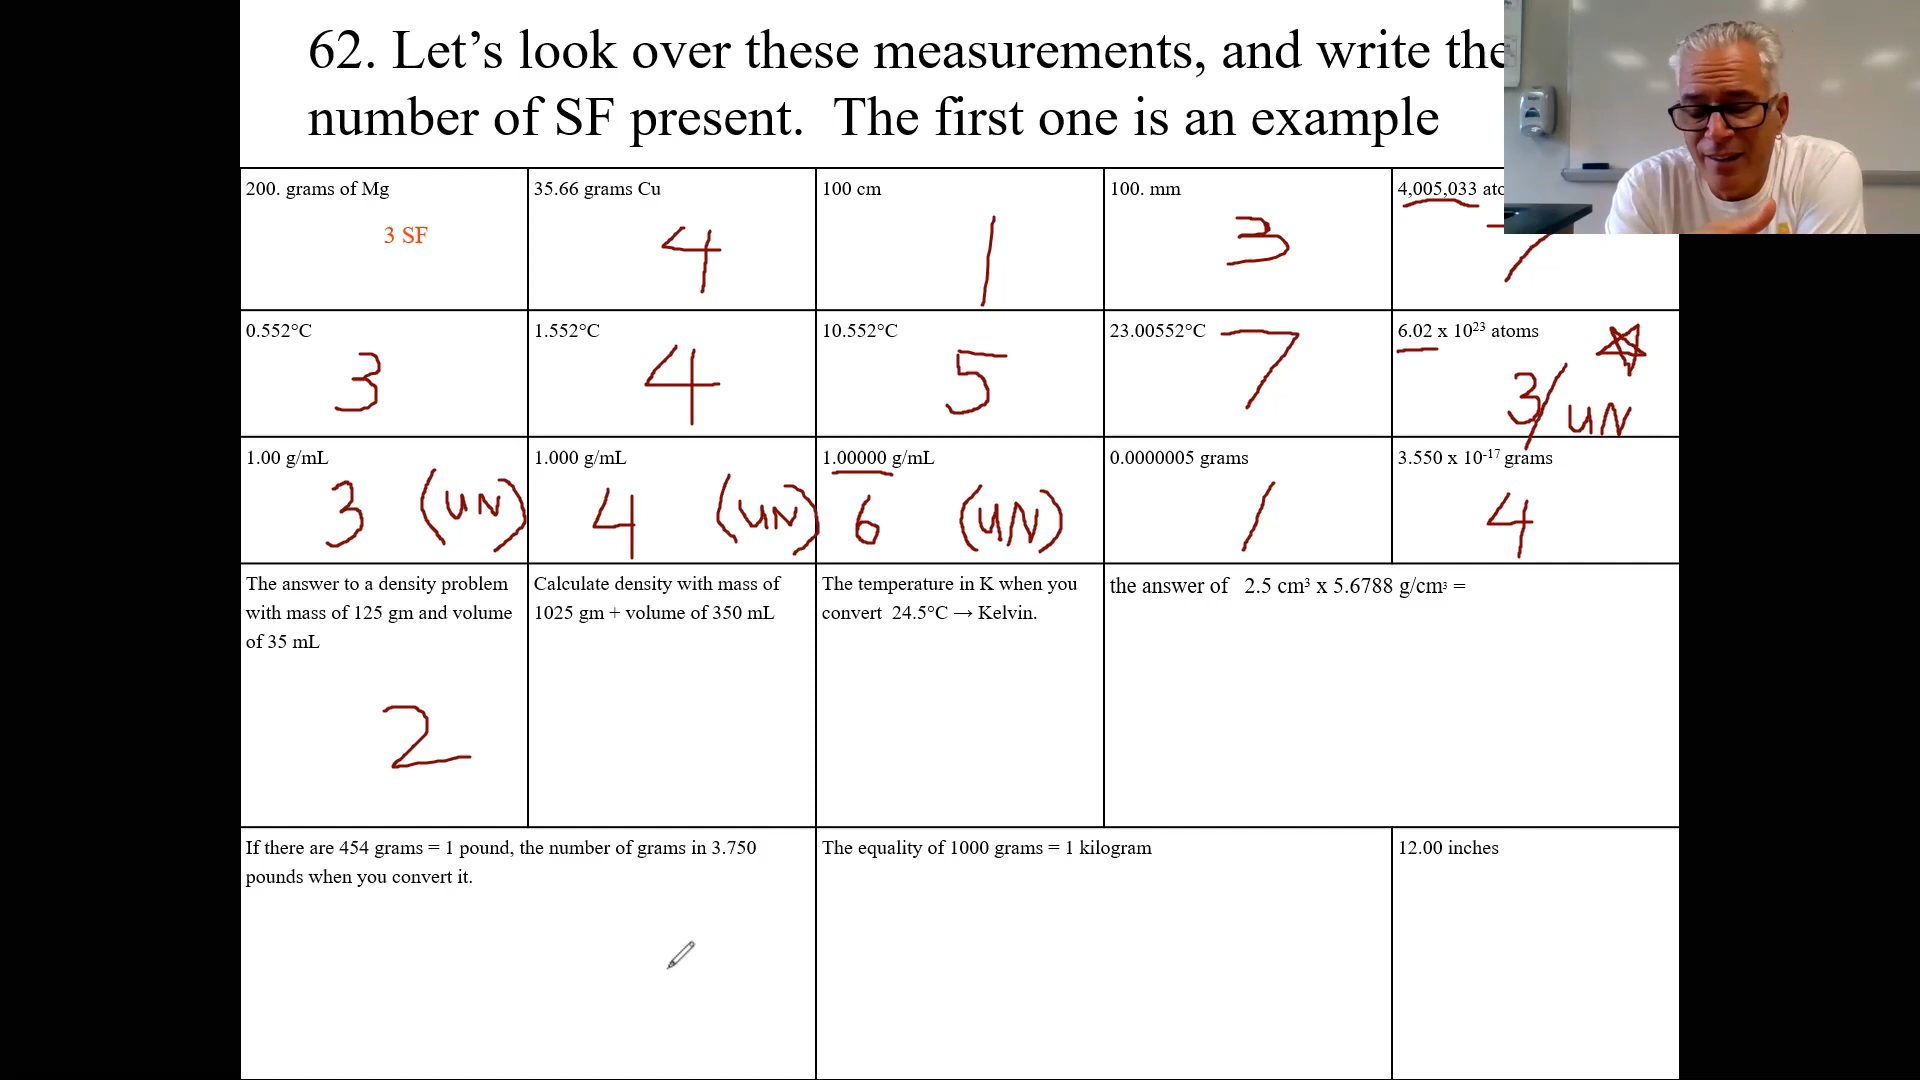 62. Let’s look over these measurements, and write the
number of SF present. The first one is an example
200. grams of Mg
3 SF
35.66 grams Cu
4
100 cm
1
100. mm
3
4,005,033
7
0.552°C
3
1.552°C
4
10.552°C
5
23.00552°C
7
6.02 x 10²³ atoms
3/UN
1.00 g/mL
3 (UN)
1.000 g/mL
4 (UN)
1.00000 g/mL
6 (UN)
0.0000005 grams
1
3.550 x 10⁻¹⁷ grams
4
The answer to a density problem
with mass of 125 gm and volume
of 35 mL
2
Calculate density with mass of
1025 gm + volume of 350 mL
The temperature in K when you
convert 24.5°C → Kelvin.
the answer of 2.5 cm³ x 5.6788 g/cm³ =
If there are 454 grams = 1 pound, the number of grams in 3.750
pounds when you convert it.
The equality of 1000 grams = 1 kilogram
12.00 inches